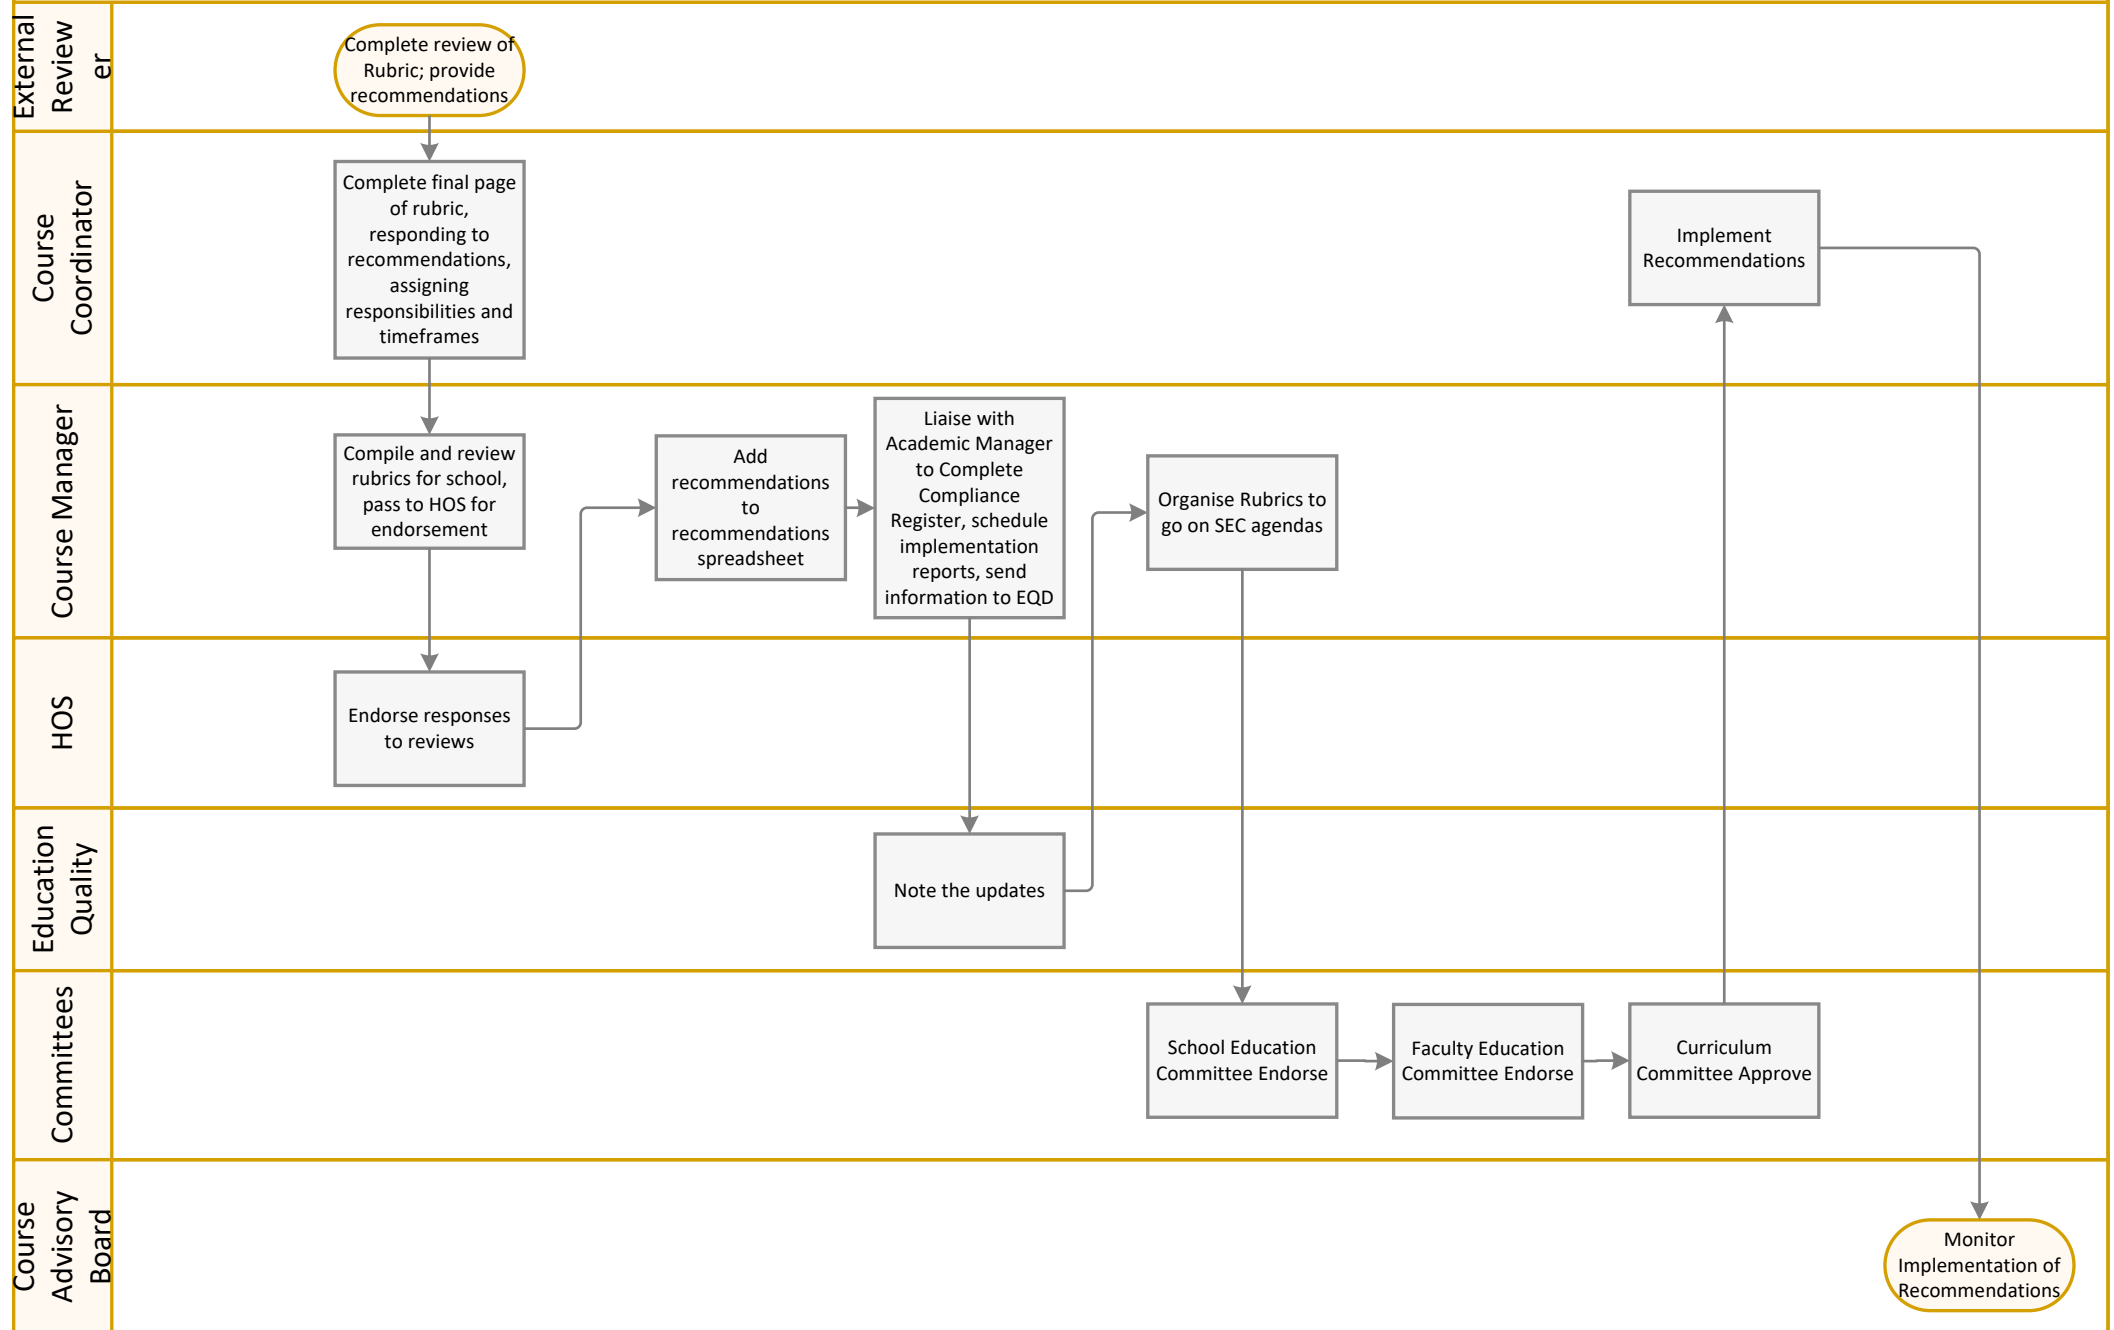 External
Review
er
Complete review of
Rubric; provide
recommendations
Course
Coordinator
Complete final page
of rubric,
responding to
recommendations,
assigning
responsibilities and
timeframes
Implement
Recommendations
Course Manager
Compile and review
rubrics for school,
pass to HOS for
endorsement
Add
recommendations
to
recommendations
spreadsheet
Liaise with
Academic Manager
to Complete
Compliance
Register, schedule
implementation
reports, send
information to EQD
Organise Rubrics to
go on SEC agendas
HOS
Endorse responses
to reviews
Education
Quality
Note the updates
Committees
School Education
Committee Endorse
Faculty Education
Committee Endorse
Curriculum
Committee Approve
Course
Advisory
Board
Monitor
Implementation of
Recommendations